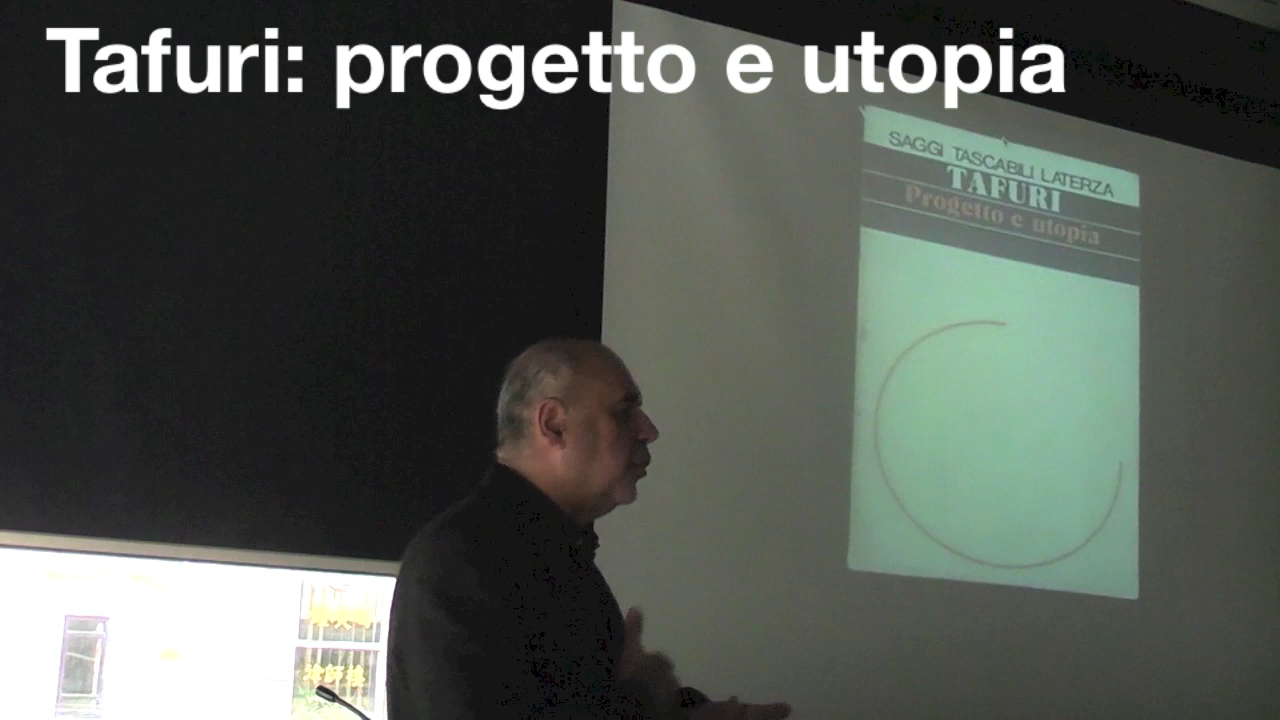 Tafuri: progetto e utopia
SAGGI TASCABILI LATERZA
TAFURI
Progetto e utopia